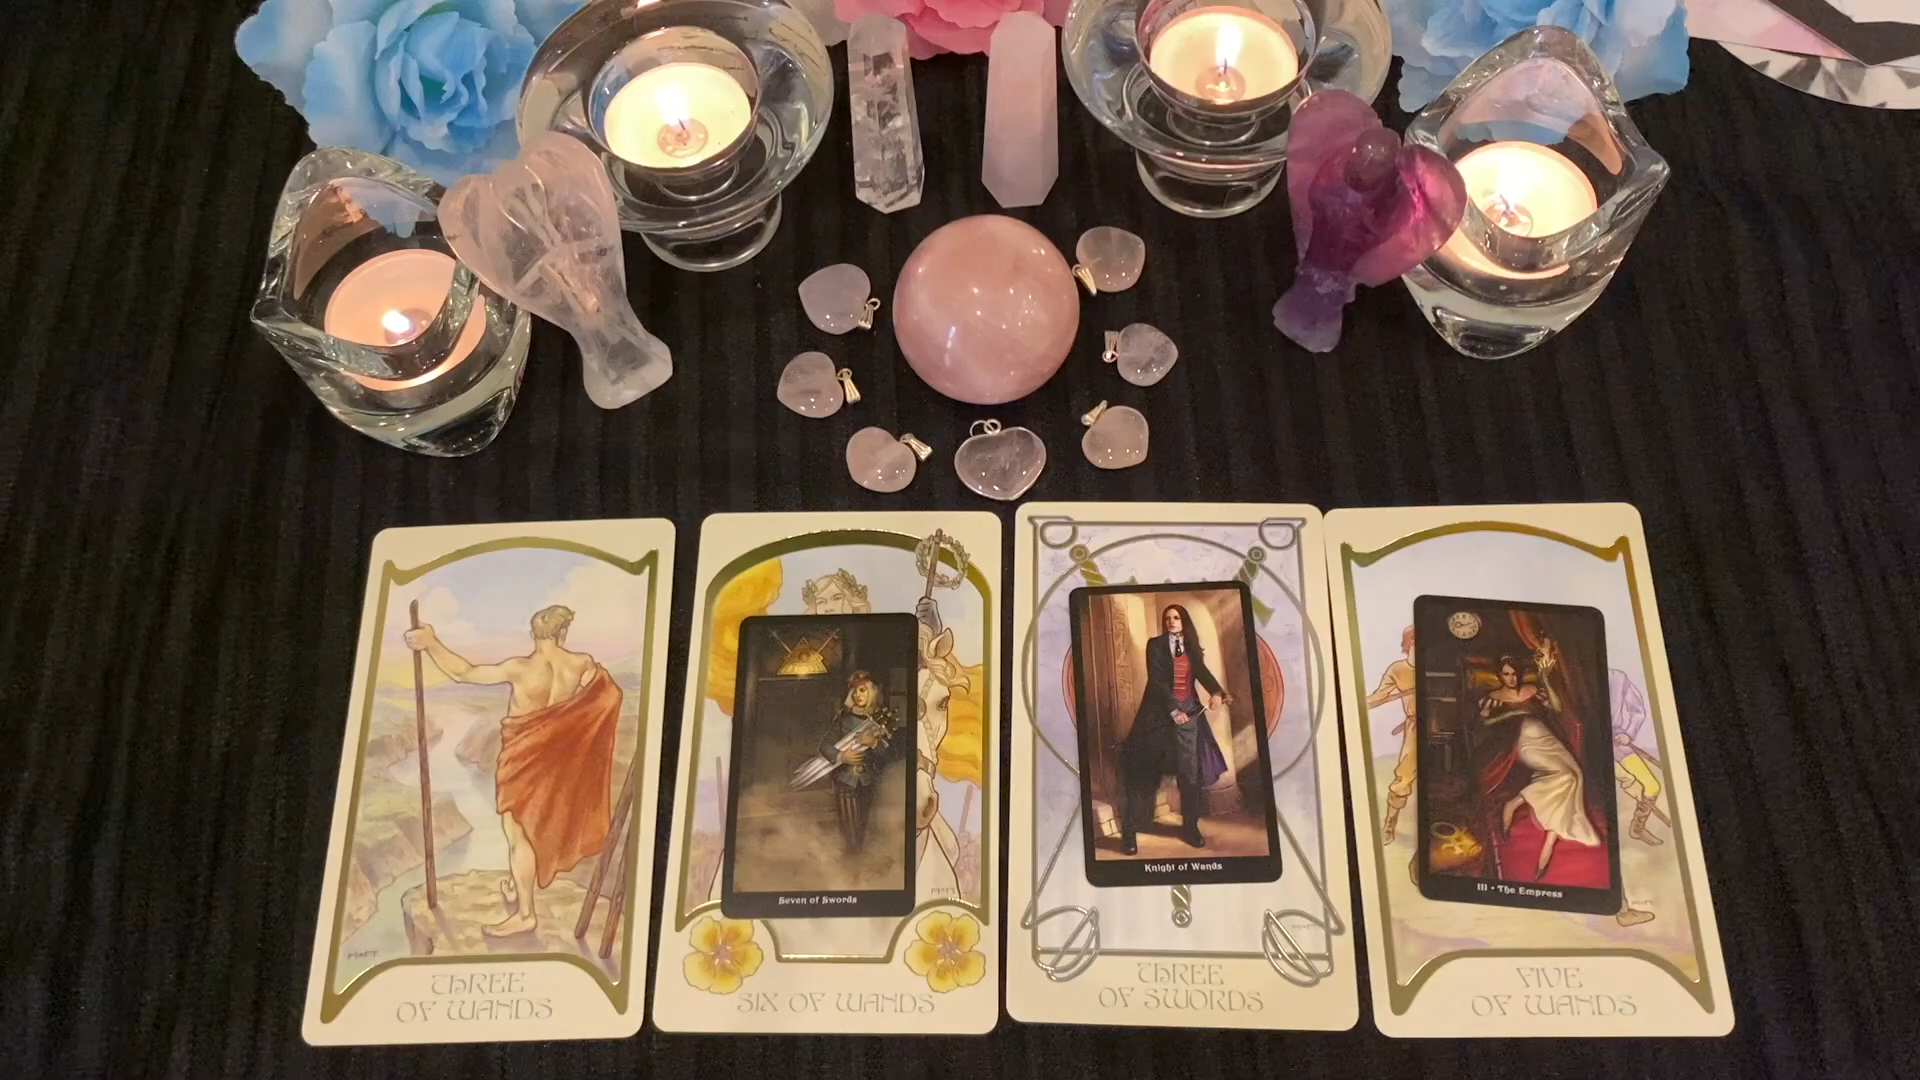 THREE
OF WANDS
MOFT.
SIX OF WANDS
Seven of Swords
THREE
OF SWORDS
Knight of Wands
FIVE
OF WANDS
III • The Empress